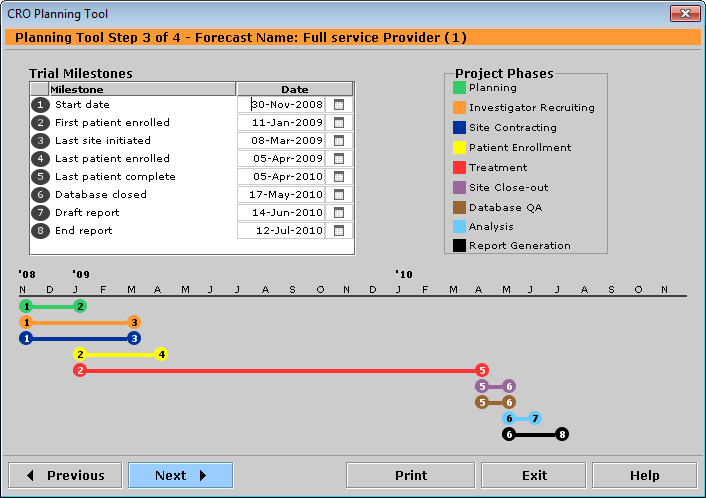 CRO Planning Tool
Planning Tool Step 3 of 4 - Forecast Name: Full service Provider (1)
Trial Milestones
Milestone Date
1 Start date 30-Nov-2008
2 First patient enrolled 11-Jan-2009
3 Last site initiated 08-Mar-2009
4 Last patient enrolled 05-Apr-2009
5 Last patient complete 05-Apr-2010
6 Database closed 17-May-2010
7 Draft report 14-Jun-2010
8 End report 12-Jul-2010
Project Phases
Planning
Investigator Recruiting
Site Contracting
Patient Enrollment
Treatment
Site Close-out
Database QA
Analysis
Report Generation
'08 '09 '10
N D J F M A M J J A S O N D J F M A M J J A S O N
1 2
1 3
1 3
2 4
2 5
5 6
5 6
6 7
6 8
Previous Next Print Exit Help